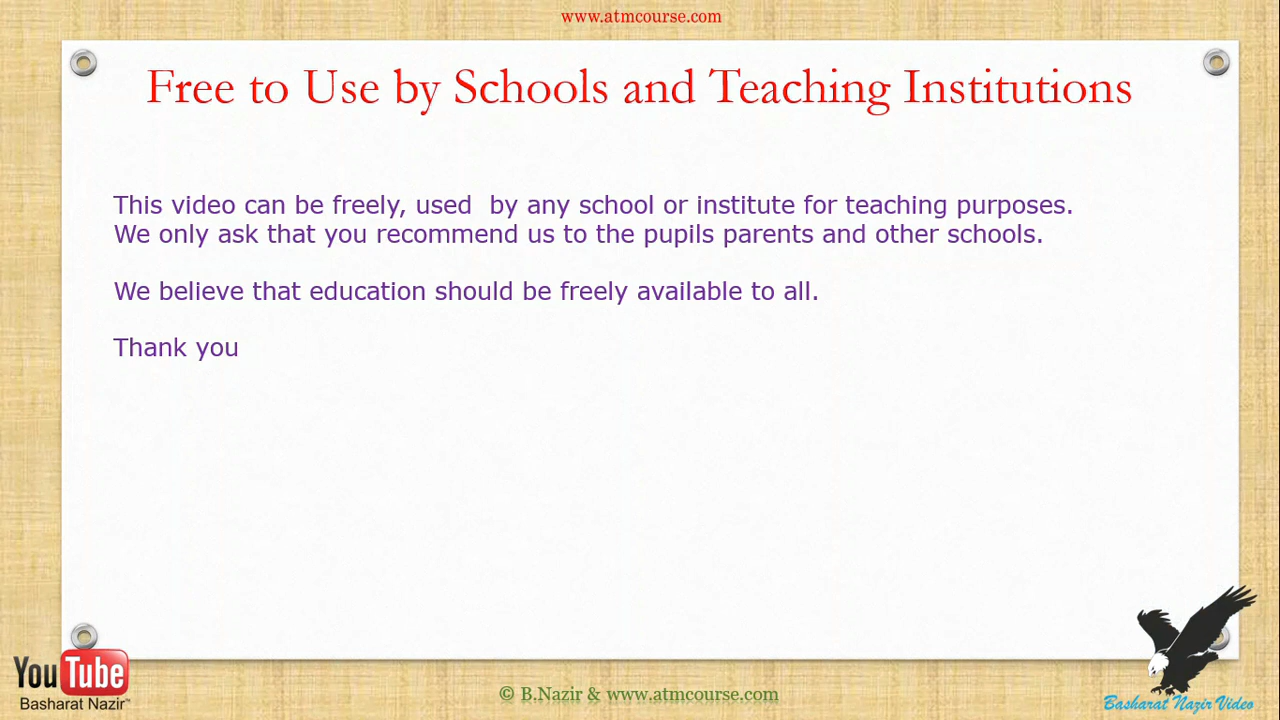 www.atmcourse.com
Free to Use by Schools and Teaching Institutions
This video can be freely, used  by any school or institute for teaching purposes.
We only ask that you recommend us to the pupils parents and other schools.
We believe that education should be freely available to all.
Thank you
YouTube
Basharat Nazir™
© B.Nazir & www.atmcourse.com
Basharat Nazir Video